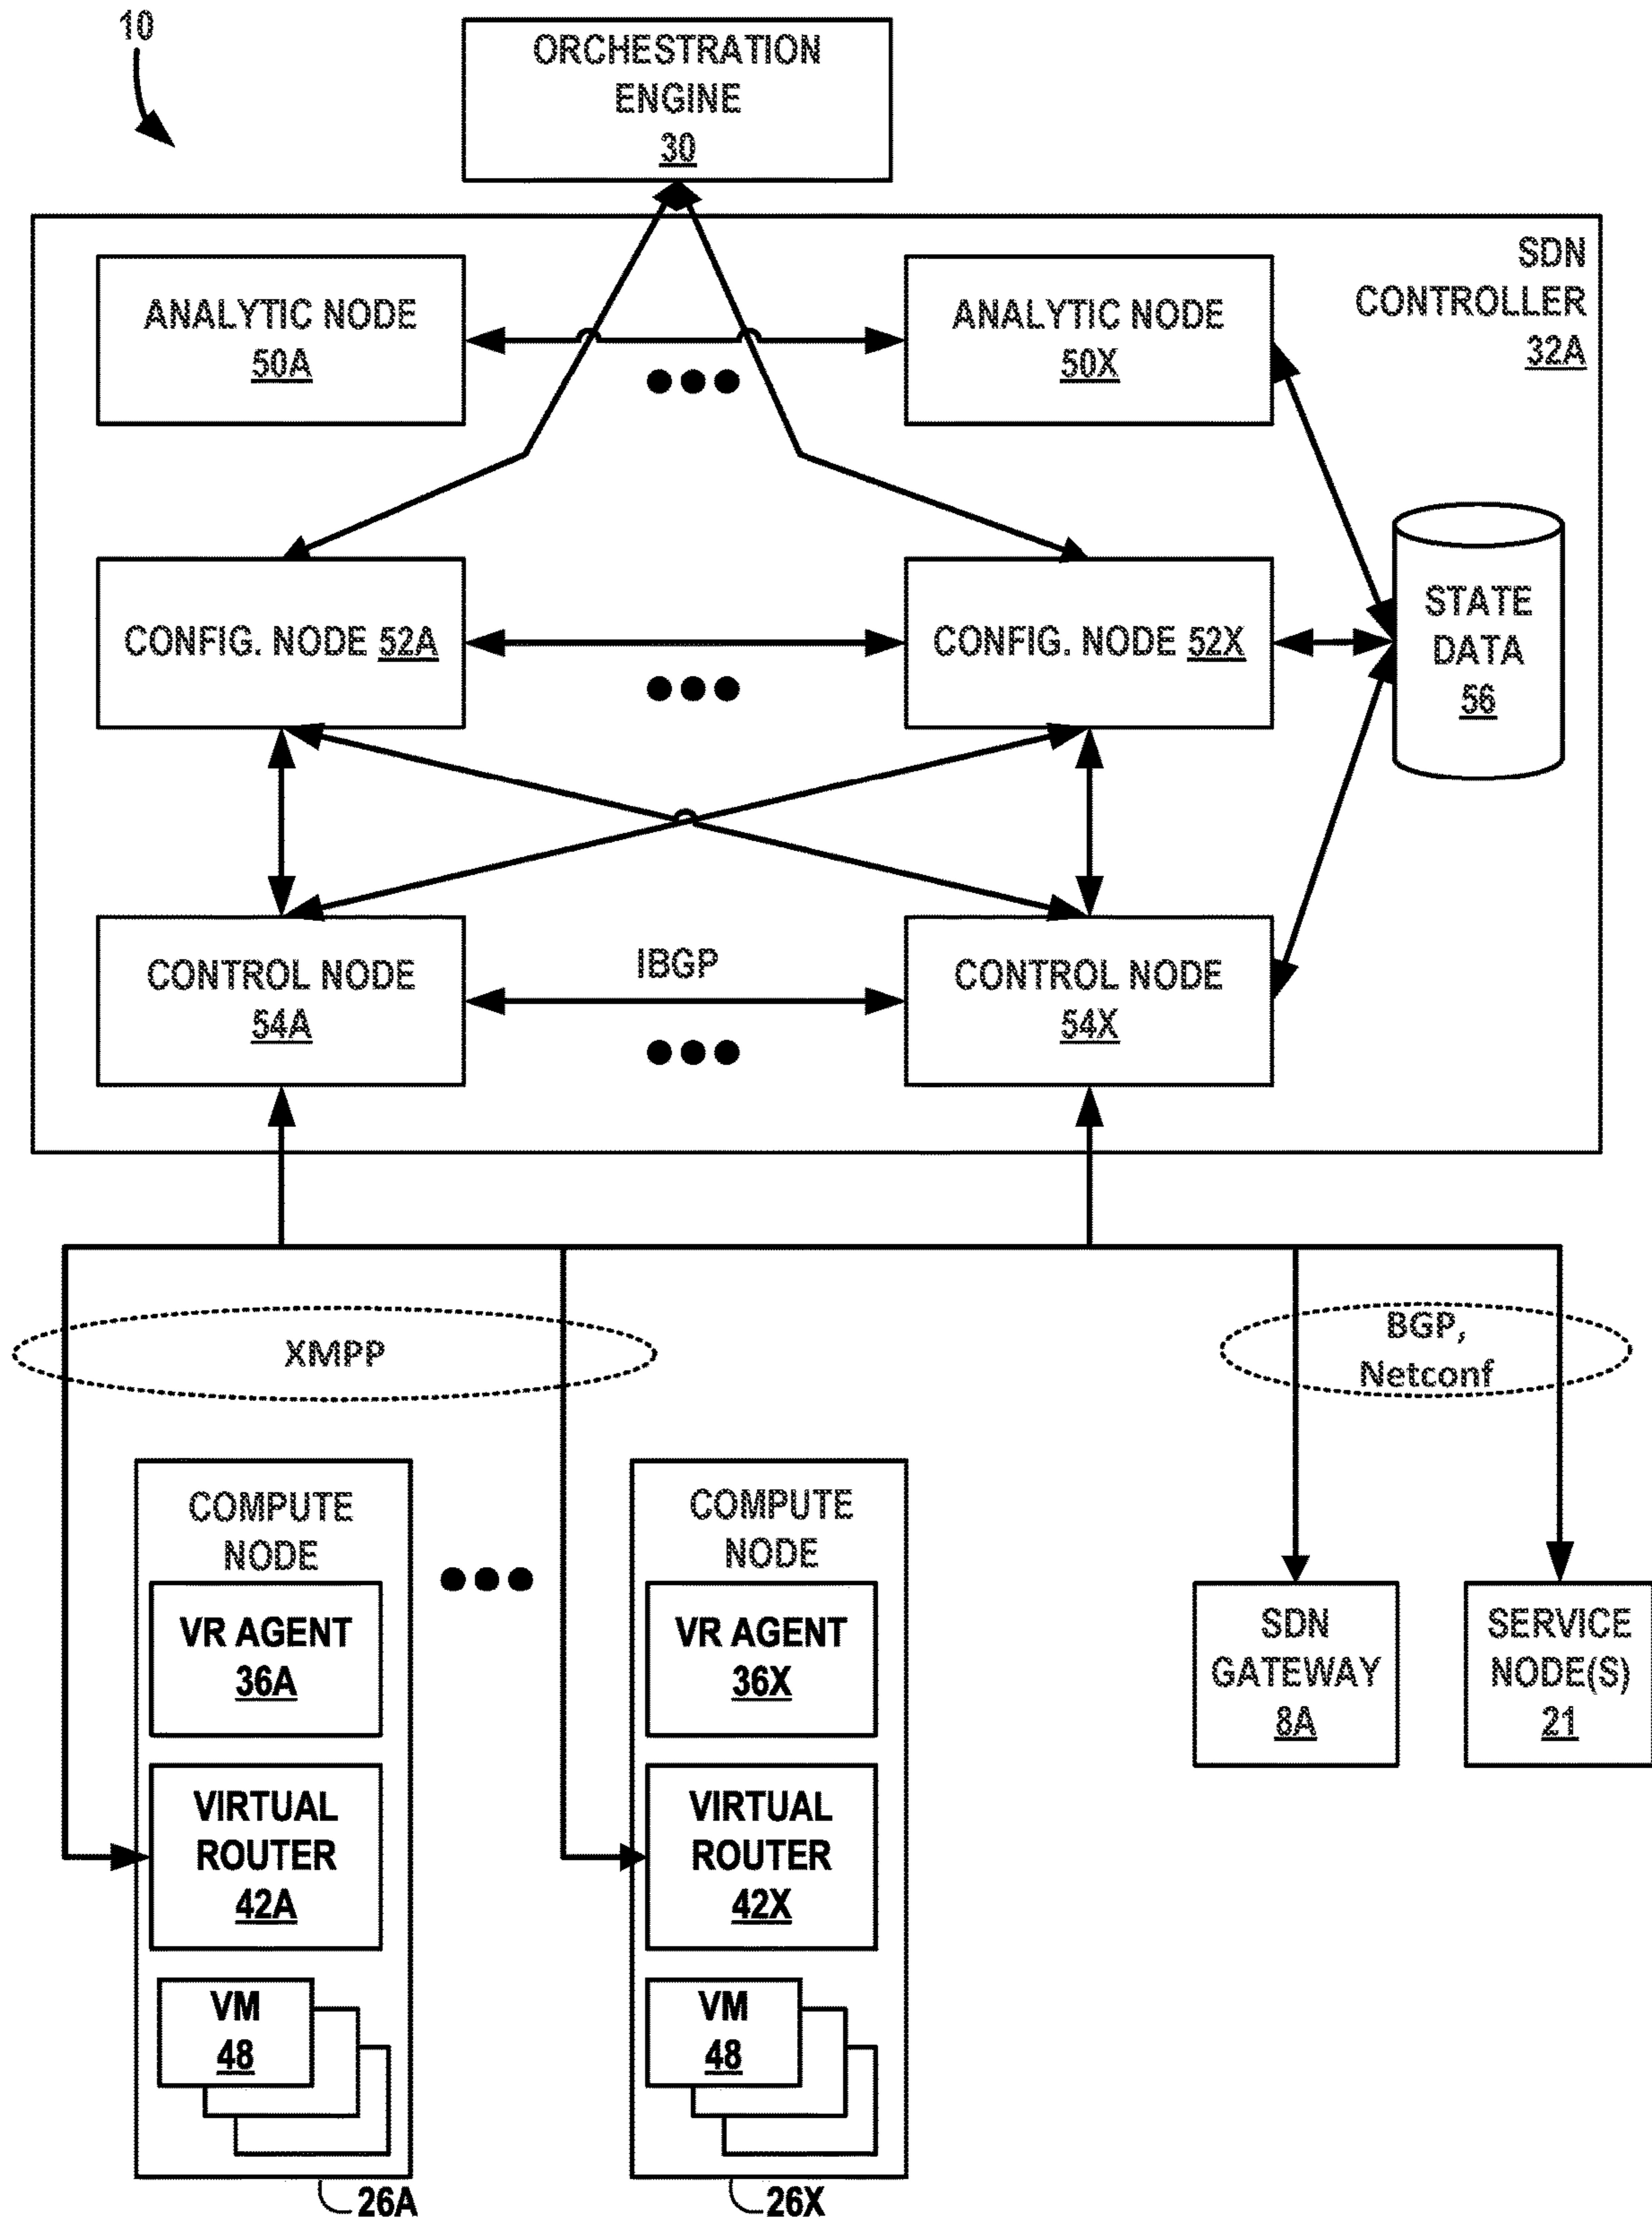 10
ORCHESTRATION
ENGINE
30
SDN
CONTROLLER
32A
ANALYTIC NODE
50A
ANALYTIC NODE
50X
CONFIG. NODE 52A
CONFIG. NODE 52X
STATE
DATA
56
CONTROL NODE
54A
IBGP
CONTROL NODE
54X
XMPP
BGP,
Netconf
COMPUTE
NODE
VR AGENT
36A
VIRTUAL
ROUTER
42A
VM
48
26A
COMPUTE
NODE
VR AGENT
36X
VIRTUAL
ROUTER
42X
VM
48
26X
SDN
GATEWAY
8A
SERVICE
NODE(S)
21